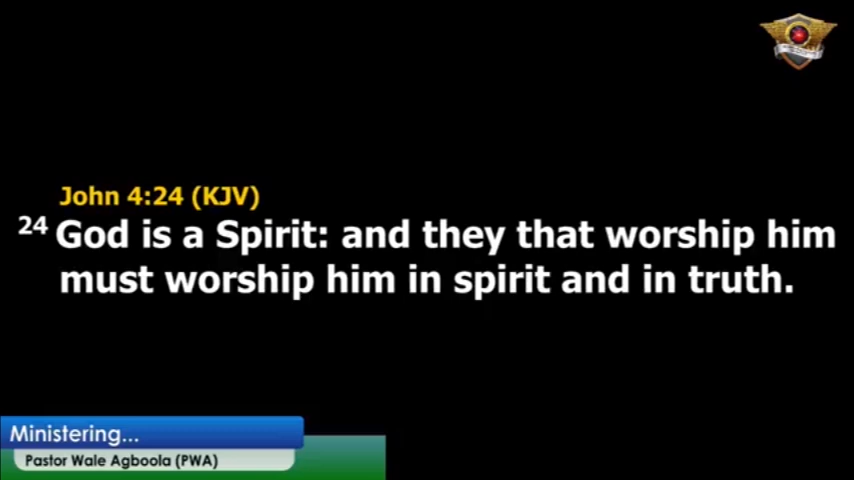 John 4:24 (KJV)
24 God is a Spirit: and they that worship him
must worship him in spirit and in truth.
Ministering...
Pastor Wale Agboola (PWA)